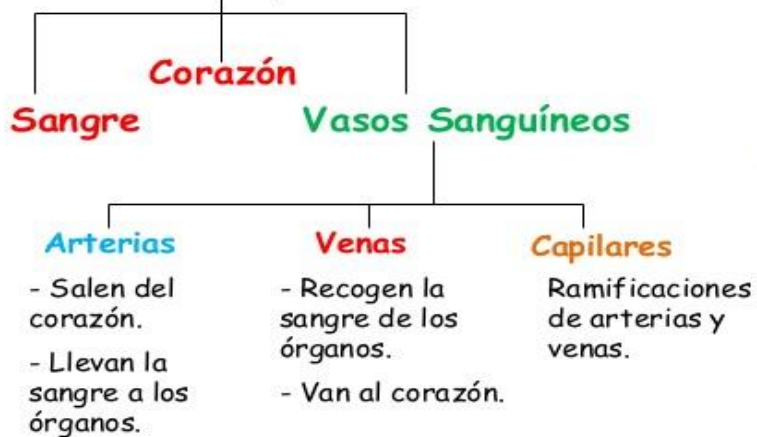 Corazón
Sangre
Vasos Sanguíneos
Arterias
- Salen del
corazón.
- Llevan la
sangre a los
órganos.
Venas
- Recogen la
sangre de los
órganos.
- Van al corazón.
Capilares
Ramificaciones
de arterias y
venas.